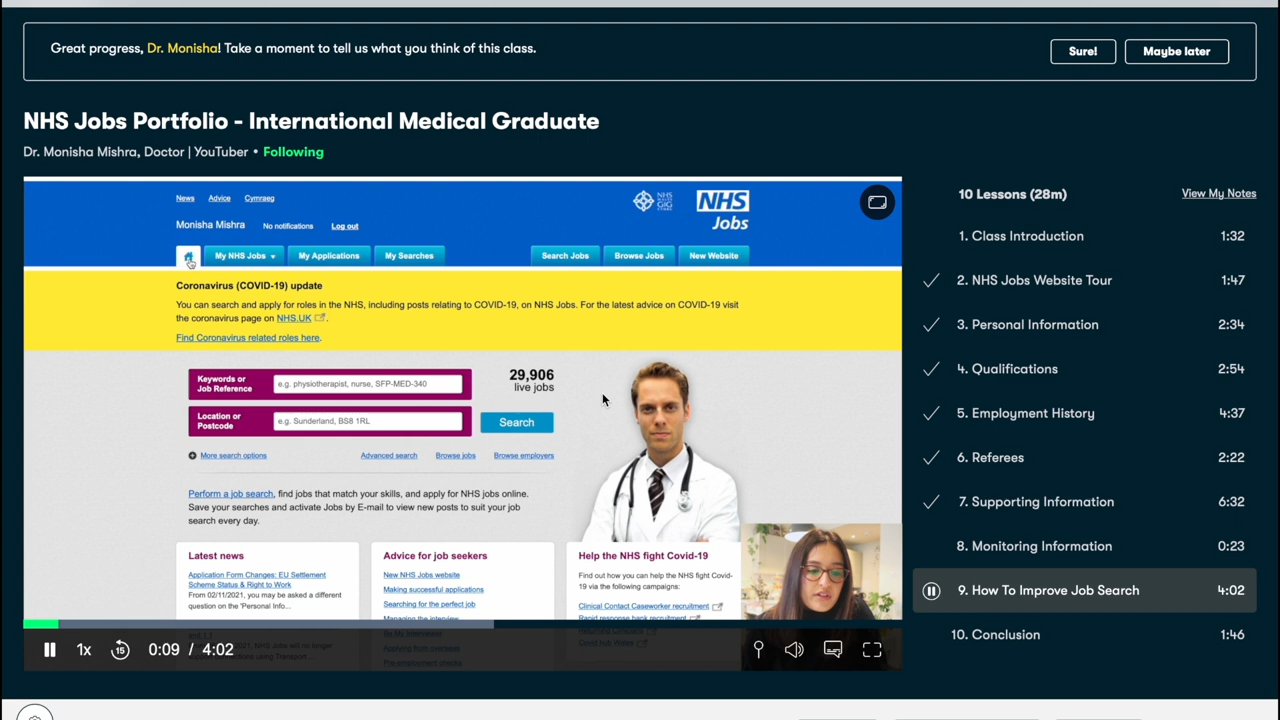 Great progress, Dr. Monisha! Take a moment to tell us what you think of this class.
Sure!
Maybe later
NHS Jobs Portfolio - International Medical Graduate
Dr. Monisha Mishra, Doctor | YouTuber • Following
News
Advice
Cymraeg
NHS
GIG
CYMRU
NHS
Jobs
Monisha Mishra
No notifications
Log out
My NHS Jobs
My Applications
My Searches
Search Jobs
Browse Jobs
New Website
Coronavirus (COVID-19) update
You can search and apply for roles in the NHS, including posts relating to COVID-19, on NHS Jobs. For the latest advice on COVID-19 visit
the coronavirus page on NHS.UK.
Find Coronavirus related roles here.
Keywords or
Job Reference
e.g. physiotherapist, nurse, SFP-MED-340
29,906
live jobs
Location or
Postcode
e.g. Sunderland, BS8 1RL
Search
More search options
Advanced search
Browse jobs
Browse employers
Perform a job search, find jobs that match your skills, and apply for NHS jobs online.
Save your searches and activate Jobs by E-mail to view new posts to suit your job
search every day.
Latest news
Application Form Changes: EU Settlement
Scheme Status & Right to Work
From 02/11/2021, you may be asked a different
question on the 'Personal Info...
Advice for job seekers
New NHS Jobs website
Making successful applications
Searching for the perfect job
Managing the interview
Help the NHS fight Covid-19
Find out how you can help the NHS fight Covid-
19 via the following campaigns:
Clinical Contact Caseworker recruitment
Rapid response bank recruitment
1x
15
0:09 / 4:02
10 Lessons (28m)
View My Notes
1. Class Introduction 1:32
2. NHS Jobs Website Tour 1:47
3. Personal Information 2:34
4. Qualifications 2:54
5. Employment History 4:37
6. Referees 2:22
7. Supporting Information 6:32
8. Monitoring Information 0:23
9. How To Improve Job Search 4:02
10. Conclusion 1:46